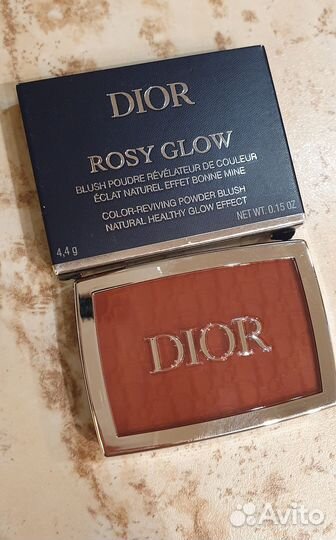 DIOR
ROSY GLOW
BLUSH POUDRE RÉVÉLATEUR DE COULEUR
ÉCLAT NATUREL EFFET BONNE MINE
COLOR-REVIVING POWDER BLUSH
NATURAL HEALTHY GLOW EFFECT
4,4 g
NET WT. 0.15 OZ
DIOR
Avito